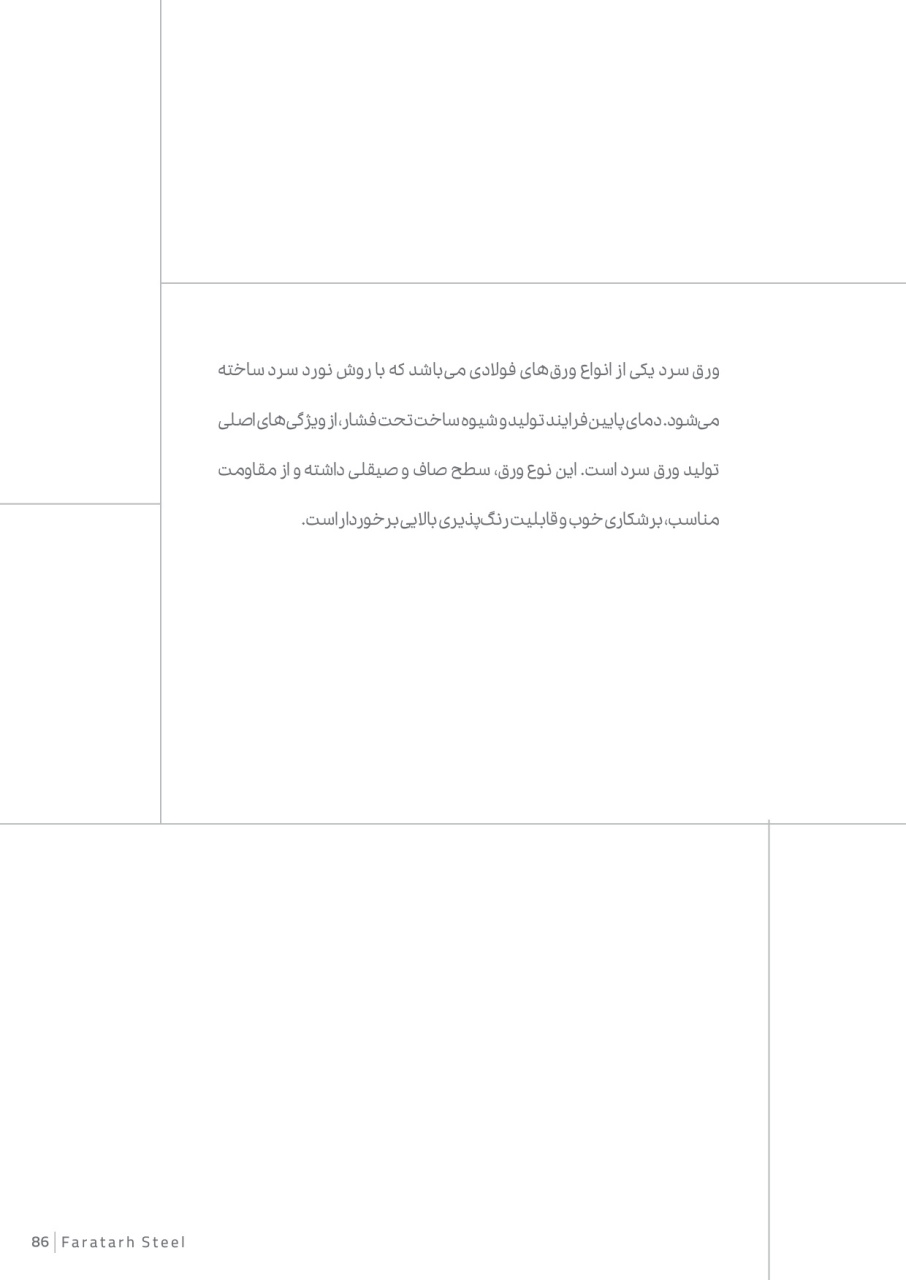 ورق سرد یکی از انواع ورق‌های فولادی می‌باشد که با روش نورد سرد ساخته
می‌شود. دمای پایین فرایند تولید و شیوه ساخت تحت فشار، از ویژگی‌های اصلی
تولید ورق سرد است. این نوع ورق، سطح صاف و صیقلی داشته و از مقاومت
مناسب، برشکاری خوب و قابلیت رنگ‌پذیری بالایی برخوردار است.
86 | Faratarh Steel